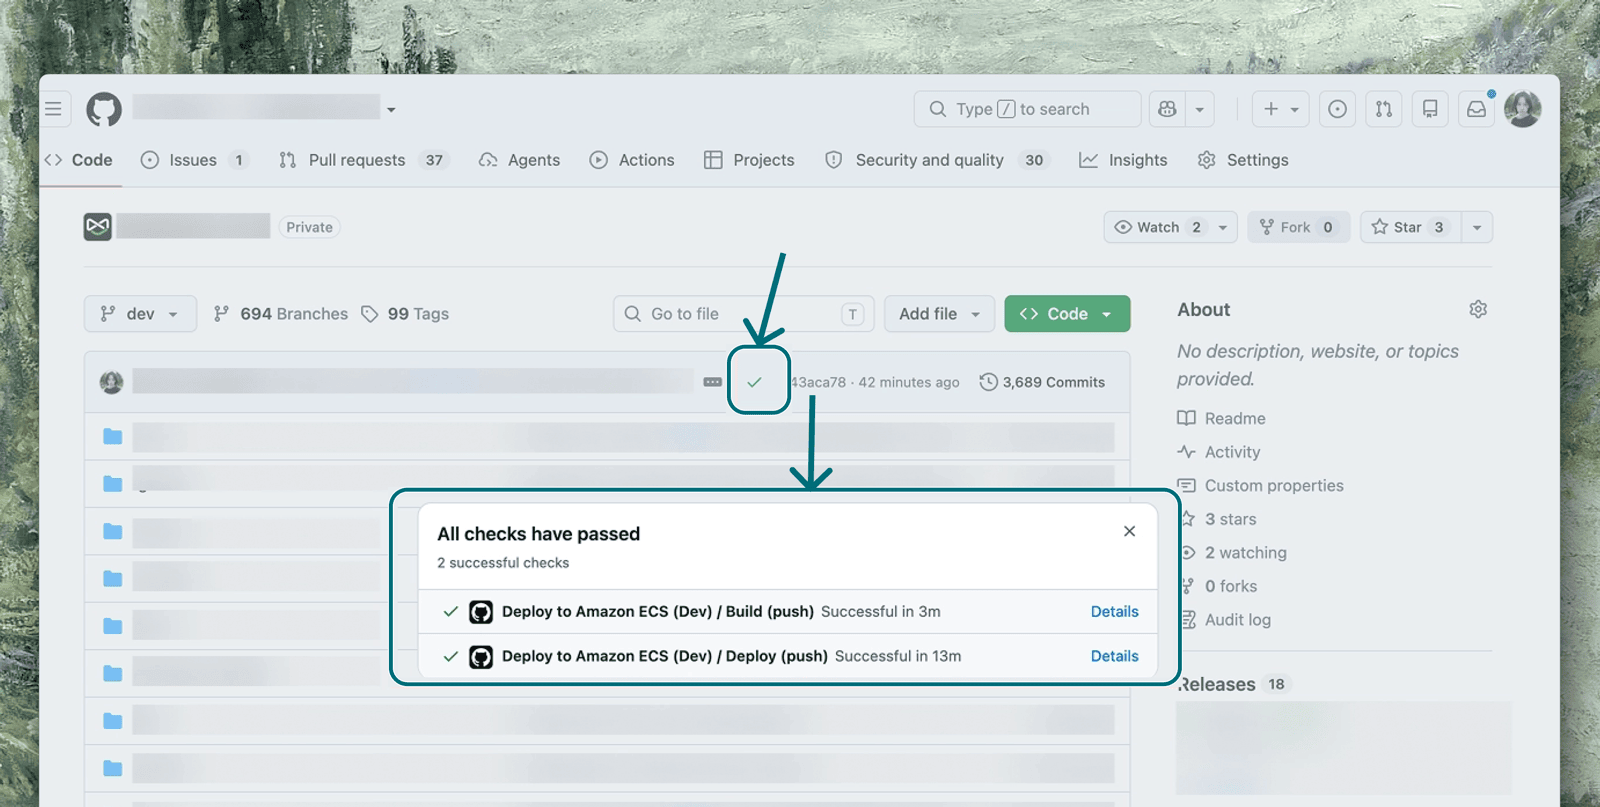 Type / to search
Code
Issues 1
Pull requests 37
Agents
Actions
Projects
Security and quality 30
Insights
Settings
Private
Watch 2
Fork 0
Star 3
dev
694 Branches
99 Tags
Go to file T
Add file
Code
43aca78 · 42 minutes ago
3,689 Commits
All checks have passed
2 successful checks
Deploy to Amazon ECS (Dev) / Build (push) Successful in 3m Details
Deploy to Amazon ECS (Dev) / Deploy (push) Successful in 13m Details
About
No description, website, or topics
provided.
Readme
Activity
Custom properties
3 stars
2 watching
0 forks
Audit log
Releases 18